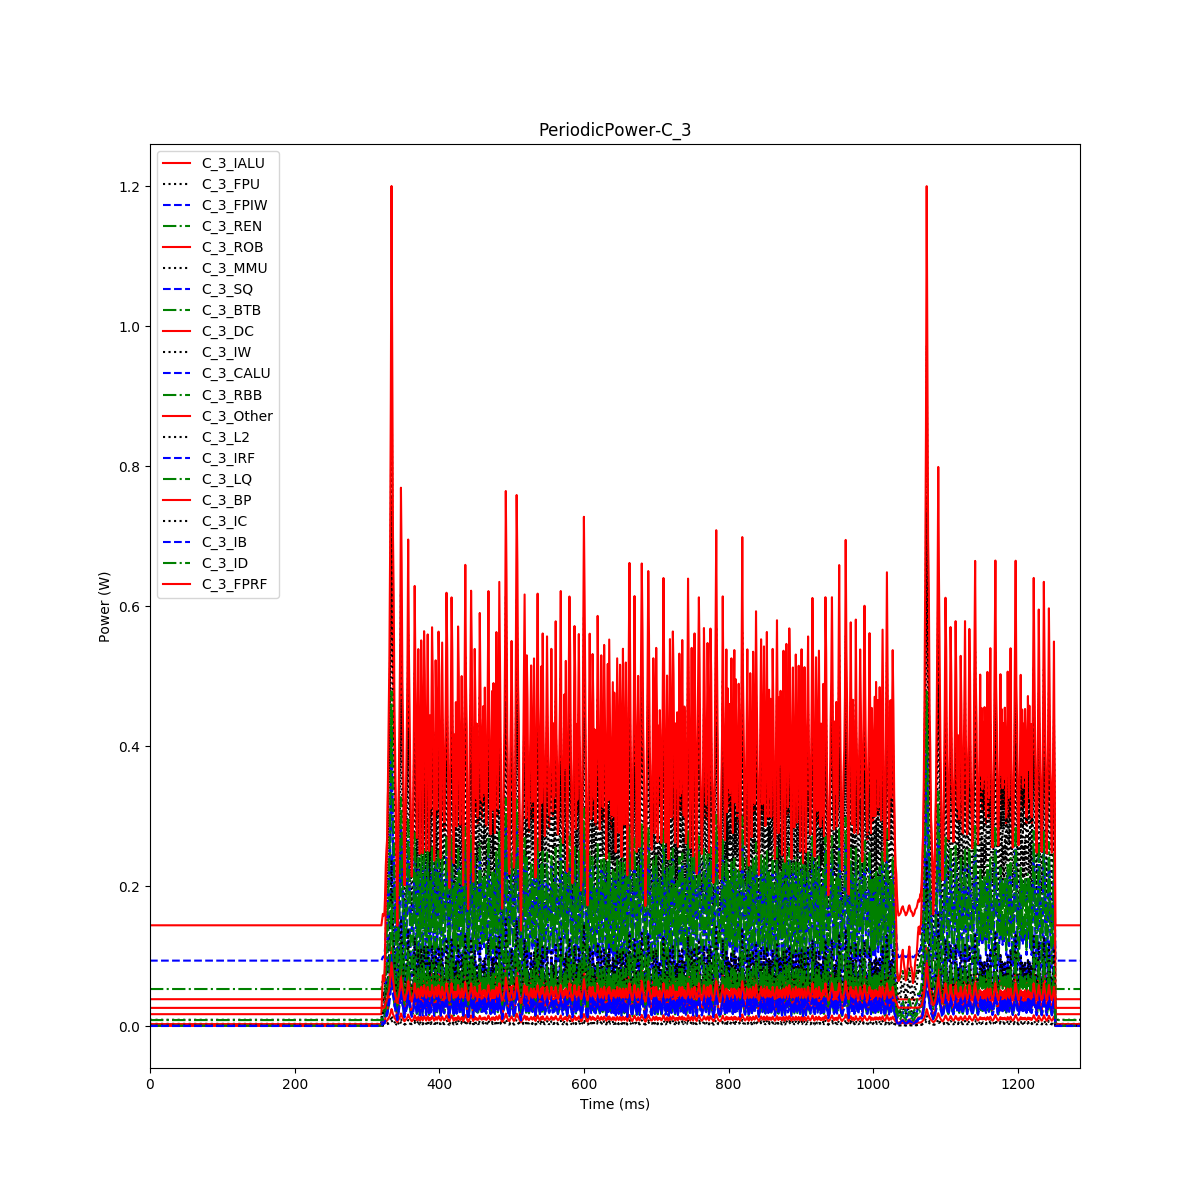 PeriodicPower-C_3
C_3_IALU
C_3_FPU
C_3_FPIW
C_3_REN
C_3_ROB
C_3_MMU
C_3_SQ
C_3_BTB
C_3_DC
C_3_IW
C_3_CALU
C_3_RBB
C_3_Other
C_3_L2
C_3_IRF
C_3_LQ
C_3_BP
C_3_IC
C_3_IB
C_3_ID
C_3_FPRF
1.2
1.0
0.8
0.6
0.4
0.2
0.0
Power (W)
0 200 400 600 800 1000 1200
Time (ms)